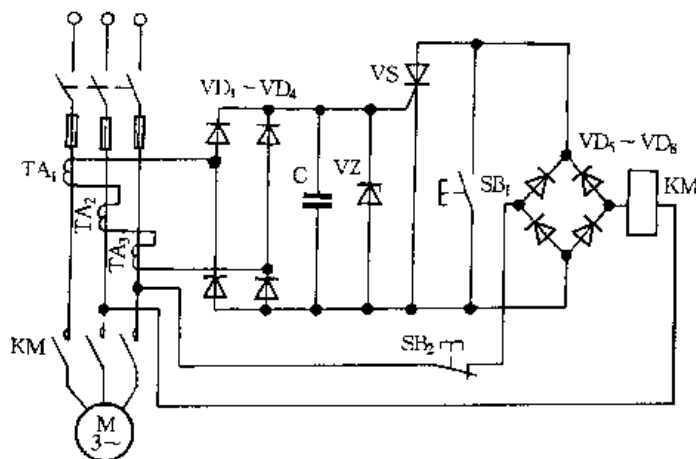 VS
VD₁~VD₄
VD₅~VD₈
TA₁
TA₂
TA₃
C
VZ
SB₁
KM
KM
SB₂
M
3~